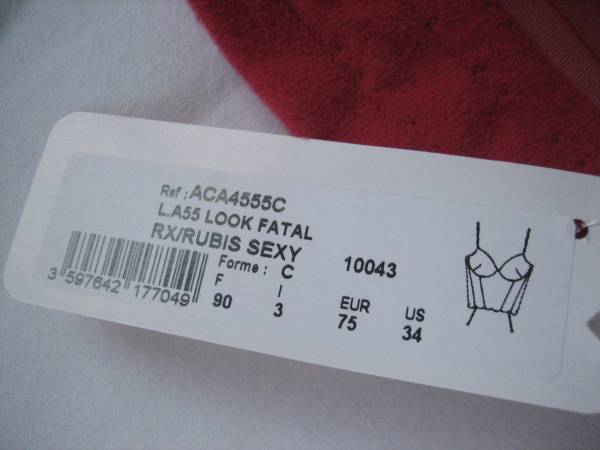 Ref : ACA4555C
L.A55 LOOK FATAL
RX/RUBIS SEXY
Forme : C 10043
3 597642 177049
F I EUR US
90 3 75 34